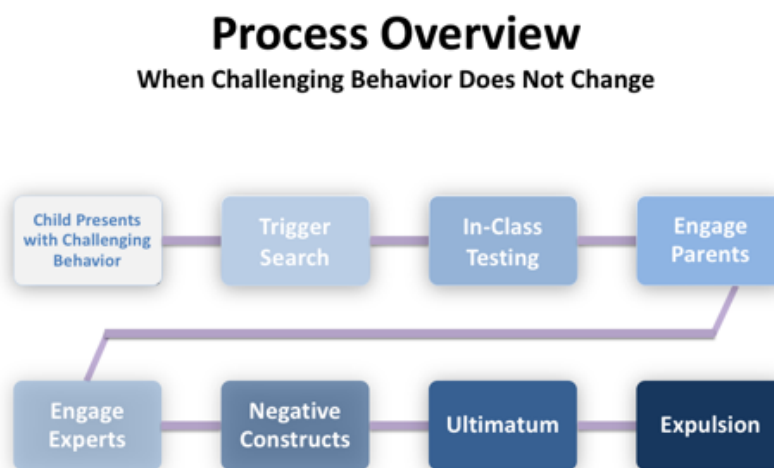 Process Overview
When Challenging Behavior Does Not Change
Child Presents
with Challenging
Behavior
Trigger
Search
In-Class
Testing
Engage
Parents
Engage
Experts
Negative
Constructs
Ultimatum
Expulsion